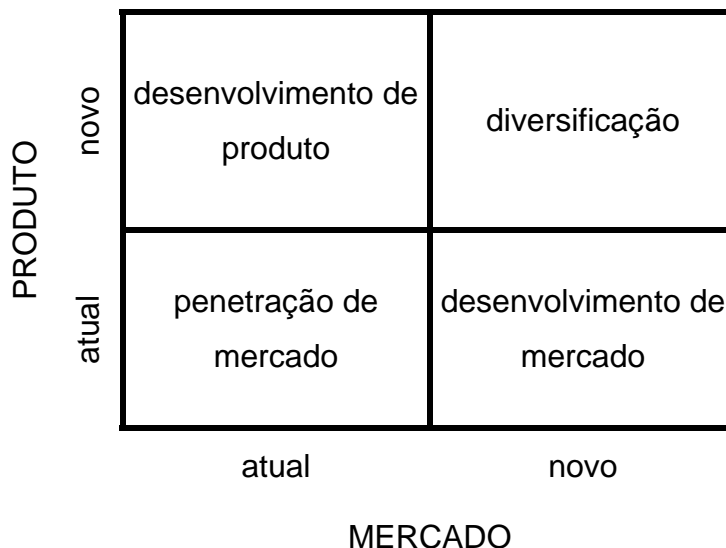 PRODUTO
novo
desenvolvimento de
produto
diversificação
atual
penetração de
mercado
desenvolvimento de
mercado
atual
novo
MERCADO